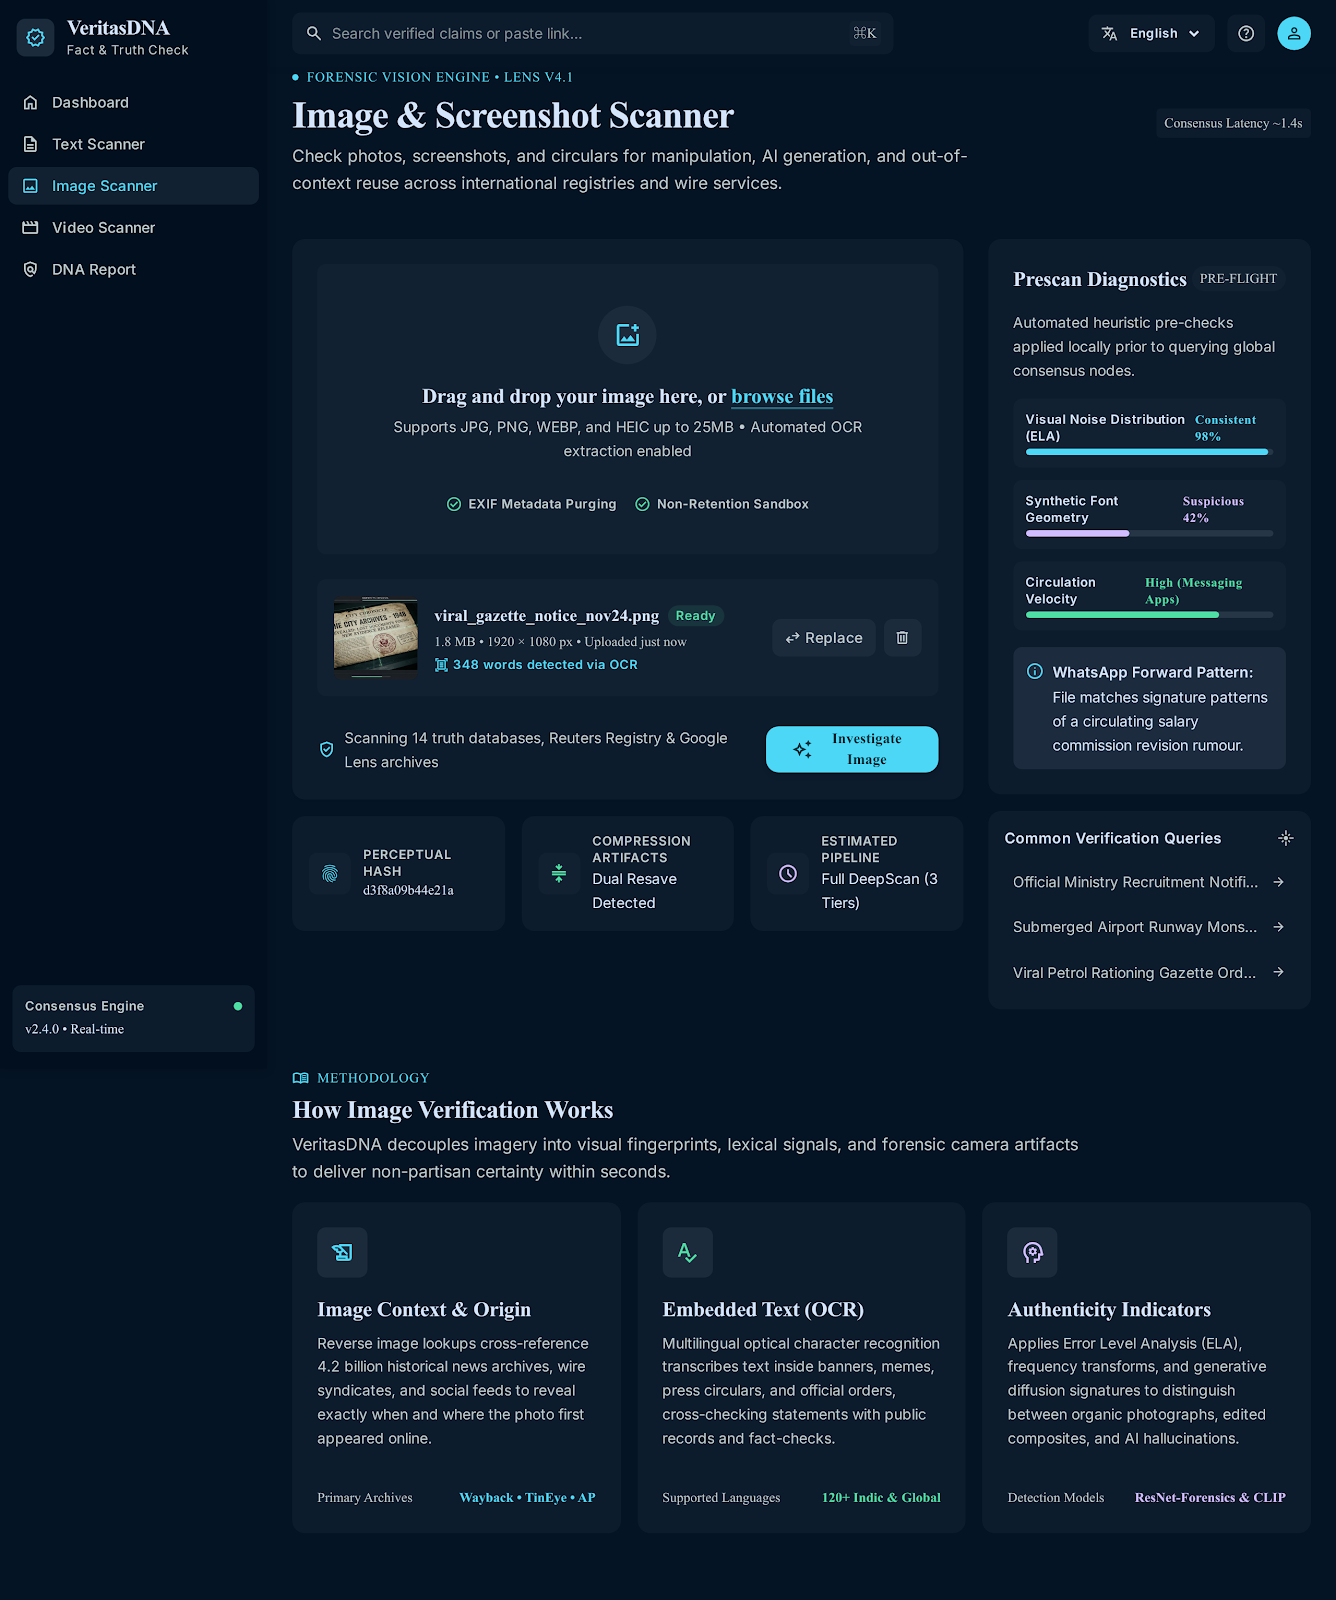 VeritasDNA
Fact & Truth Check
Dashboard
Text Scanner
Image Scanner
Video Scanner
DNA Report
Consensus Engine
v2.4.0 • Real-time
Search verified claims or paste link...
⌘K
English
FORENSIC VISION ENGINE • LENS V4.1
Image & Screenshot Scanner
Check photos, screenshots, and circulars for manipulation, AI generation, and out-of-
context reuse across international registries and wire services.
Consensus Latency ~1.4s
Drag and drop your image here, or browse files
Supports JPG, PNG, WEBP, and HEIC up to 25MB • Automated OCR
extraction enabled
EXIF Metadata Purging
Non-Retention Sandbox
CITY CHRONICLE
THE CITY ARCHIVES - 1948
viral_gazette_notice_nov24.png
Ready
1.8 MB • 1920 × 1080 px • Uploaded just now
348 words detected via OCR
Replace
Scanning 14 truth databases, Reuters Registry & Google
Lens archives
Investigate
Image
PERCEPTUAL
HASH
d3f8a09b44e21a
COMPRESSION
ARTIFACTS
Dual Resave
Detected
ESTIMATED
PIPELINE
Full DeepScan (3
Tiers)
Prescan Diagnostics
PRE-FLIGHT
Automated heuristic pre-checks
applied locally prior to querying global
consensus nodes.
Visual Noise Distribution
(ELA)
Consistent
98%
Synthetic Font
Geometry
Suspicious
42%
Circulation
Velocity
High (Messaging
Apps)
WhatsApp Forward Pattern:
File matches signature patterns
of a circulating salary
commission revision rumour.
Common Verification Queries
Official Ministry Recruitment Notifi...
Submerged Airport Runway Mons...
Viral Petrol Rationing Gazette Ord...
METHODOLOGY
How Image Verification Works
VeritasDNA decouples imagery into visual fingerprints, lexical signals, and forensic camera artifacts
to deliver non-partisan certainty within seconds.
Image Context & Origin
Reverse image lookups cross-reference
4.2 billion historical news archives, wire
syndicates, and social feeds to reveal
exactly when and where the photo first
appeared online.
Primary Archives
Wayback • TinEye • AP
Embedded Text (OCR)
Multilingual optical character recognition
transcribes text inside banners, memes,
press circulars, and official orders,
cross-checking statements with public
records and fact-checks.
Supported Languages
120+ Indic & Global
Authenticity Indicators
Applies Error Level Analysis (ELA),
frequency transforms, and generative
diffusion signatures to distinguish
between organic photographs, edited
composites, and AI hallucinations.
Detection Models
ResNet-Forensics & CLIP